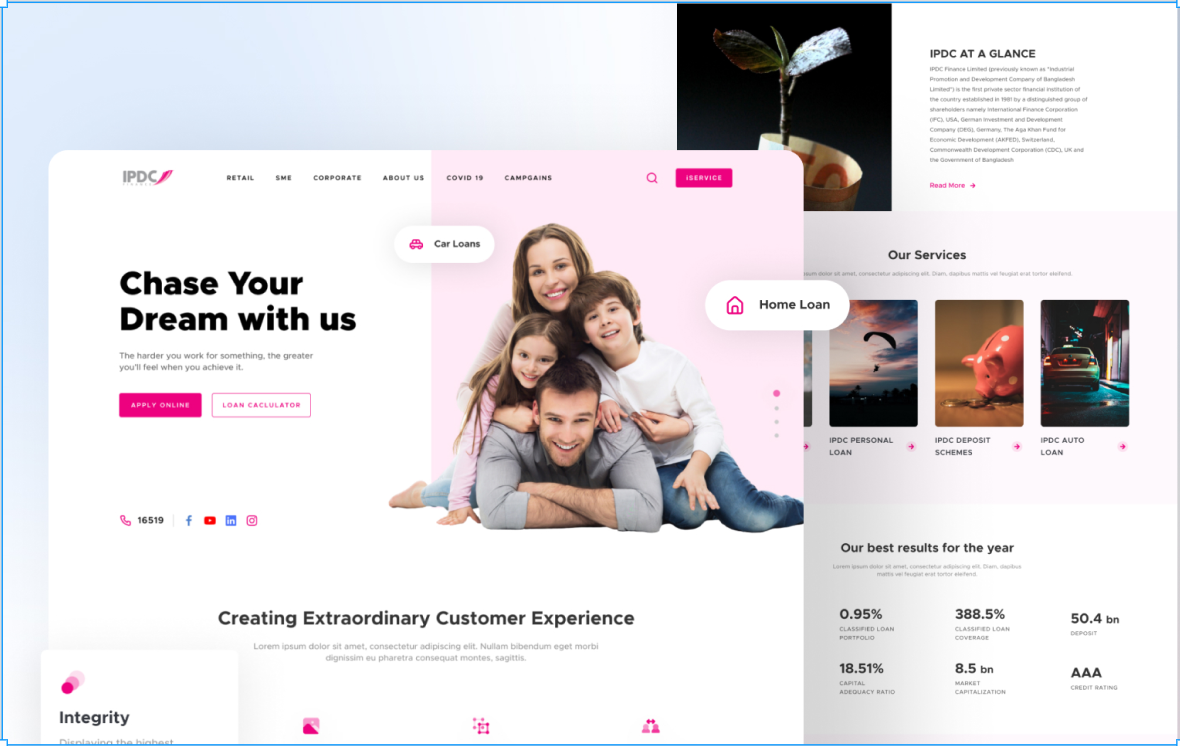 IPDC
FINANCE
RETAIL
SME
CORPORATE
ABOUT US
COVID 19
CAMPGAINS
iSERVICE
Car Loans
Home Loan
Chase Your
Dream with us
The harder you work for something, the greater
you'll feel when you achieve it.
APPLY ONLINE
LOAN CACLULATOR
16519
Creating Extraordinary Customer Experience
Lorem ipsum dolor sit amet, consectetur adipiscing elit. Nullam bibendum eget morbi
dignissim eu pharetra consequat montes, sagittis.
Integrity
Displaying the highest
IPDC AT A GLANCE
IPDC Finance Limited (previously known as "Industrial
Promotion and Development Company of Bangladesh
Limited") is the first private sector financial institution of
the country established in 1981 by a distinguished group of
shareholders namely International Finance Corporation
(IFC), USA, German Investment and Development
Company (DEG), Germany, The Aga Khan Fund for
Economic Development (AKFED), Switzerland,
Commonwealth Development Corporation (CDC), UK and
the Government of Bangladesh
Read More
Our Services
ipsum dolor sit amet, consectetur adipiscing elit. Diam, dapibus mattis vel feugiat erat tortor eleifend.
IPDC PERSONAL
LOAN
IPDC DEPOSIT
SCHEMES
IPDC AUTO
LOAN
Our best results for the year
Lorem ipsum dolor sit amet, consectetur adipiscing elit. Diam, dapibus
mattis vel feugiat erat tortor eleifend.
0.95%
CLASSIFIED LOAN
PORTFOLIO
388.5%
CLASSIFIED LOAN
COVERAGE
50.4 bn
DEPOSIT
18.51%
CAPITAL
ADEQUACY RATIO
8.5 bn
MARKET
CAPITALIZATION
AAA
CREDIT RATING